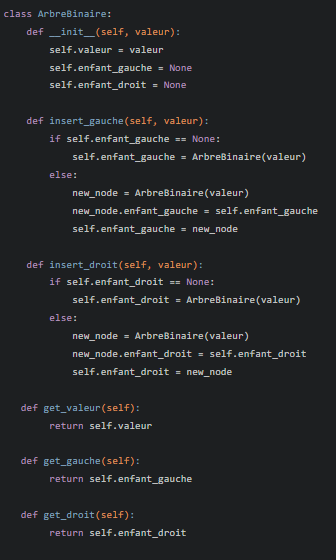 class ArbreBinaire:
    def __init__(self, valeur):
        self.valeur = valeur
        self.enfant_gauche = None
        self.enfant_droit = None

    def insert_gauche(self, valeur):
        if self.enfant_gauche == None:
            self.enfant_gauche = ArbreBinaire(valeur)
        else:
            new_node = ArbreBinaire(valeur)
            new_node.enfant_gauche = self.enfant_gauche
            self.enfant_gauche = new_node

    def insert_droit(self, valeur):
        if self.enfant_droit == None:
            self.enfant_droit = ArbreBinaire(valeur)
        else:
            new_node = ArbreBinaire(valeur)
            new_node.enfant_droit = self.enfant_droit
            self.enfant_droit = new_node

   def get_valeur(self):
        return self.valeur

   def get_gauche(self):
        return self.enfant_gauche

   def get_droit(self):
        return self.enfant_droit